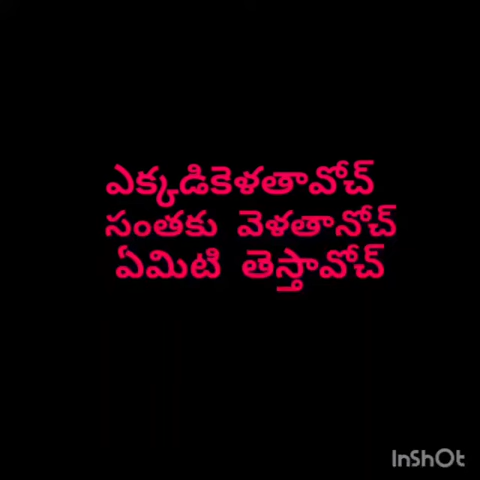 ఎక్కడికెళతావోచ్
సంతకు వెళతానోచ్
ఏమిటి తెస్తావోచ్
InShOt